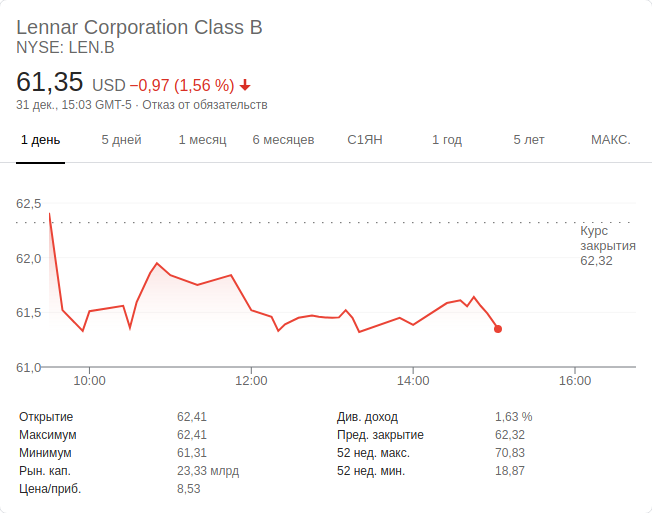 Lennar Corporation Class B
NYSE: LEN.B
61,35 USD −0,97 (1,56 %)
31 дек., 15:03 GMT-5 · Отказ от обязательств
1 день 5 дней 1 месяц 6 месяцев С1ЯН 1 год 5 лет МАКС.
62,5
62,0
61,5
61,0
Курс
закрытия
62,32
10:00 12:00 14:00 16:00
Открытие 62,41 Див. доход 1,63 %
Максимум 62,41 Пред. закрытие 62,32
Минимум 61,31 52 нед. макс. 70,83
Рын. кап. 23,33 млрд 52 нед. мин. 18,87
Цена/приб. 8,53